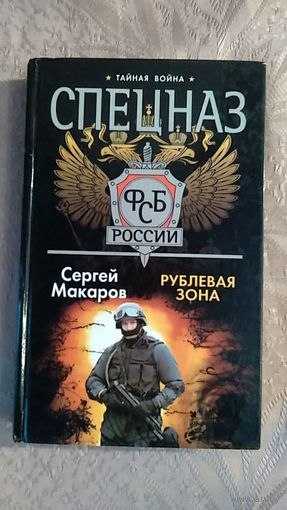 ★ ТАЙНАЯ ВОЙНА ★
СПЕЦНАЗ
ФСБ
РОССИИ
Сергей
Макаров
РУБЛЕВАЯ
ЗОНА